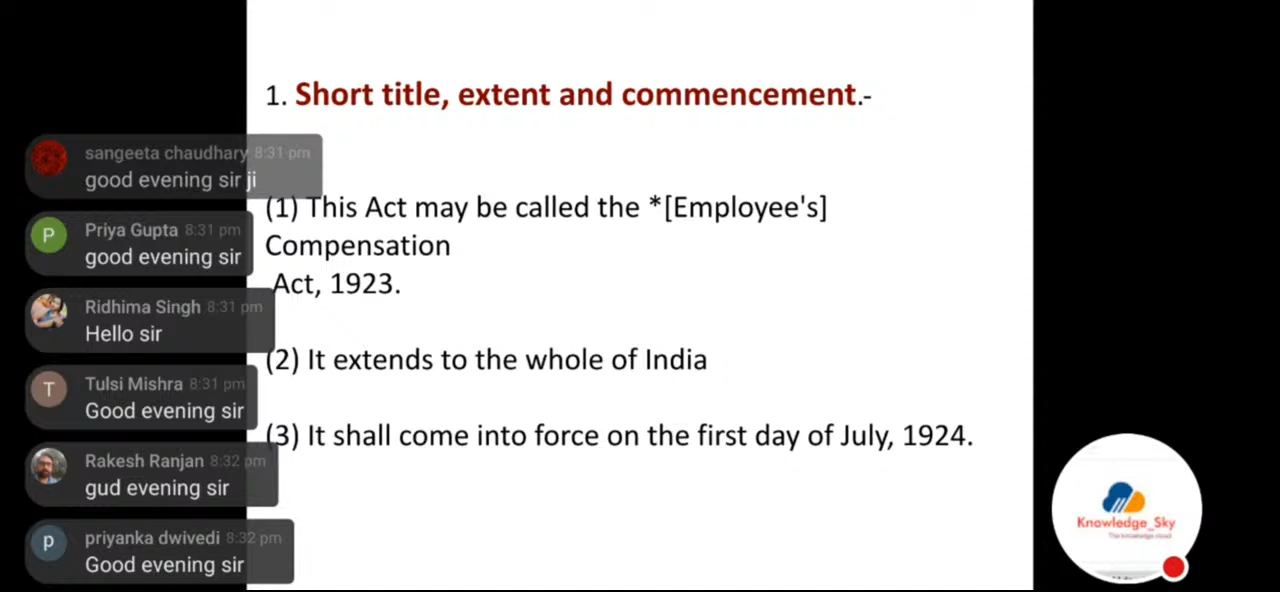 1. Short title, extent and commencement.-
sangeeta chaudhary 8:31 pm
good evening sir ji
(1) This Act may be called the *[Employee's]
Compensation
Act, 1923.
P
Priya Gupta 8:31 pm
good evening sir
Ridhima Singh 8:31 pm
Hello sir
(2) It extends to the whole of India
T
Tulsi Mishra 8:31 pm
Good evening sir
(3) It shall come into force on the first day of July, 1924.
Rakesh Ranjan 8:32 pm
gud evening sir
p
priyanka dwivedi 8:32 pm
Good evening sir
Knowledge_Sky
The knowledge cloud